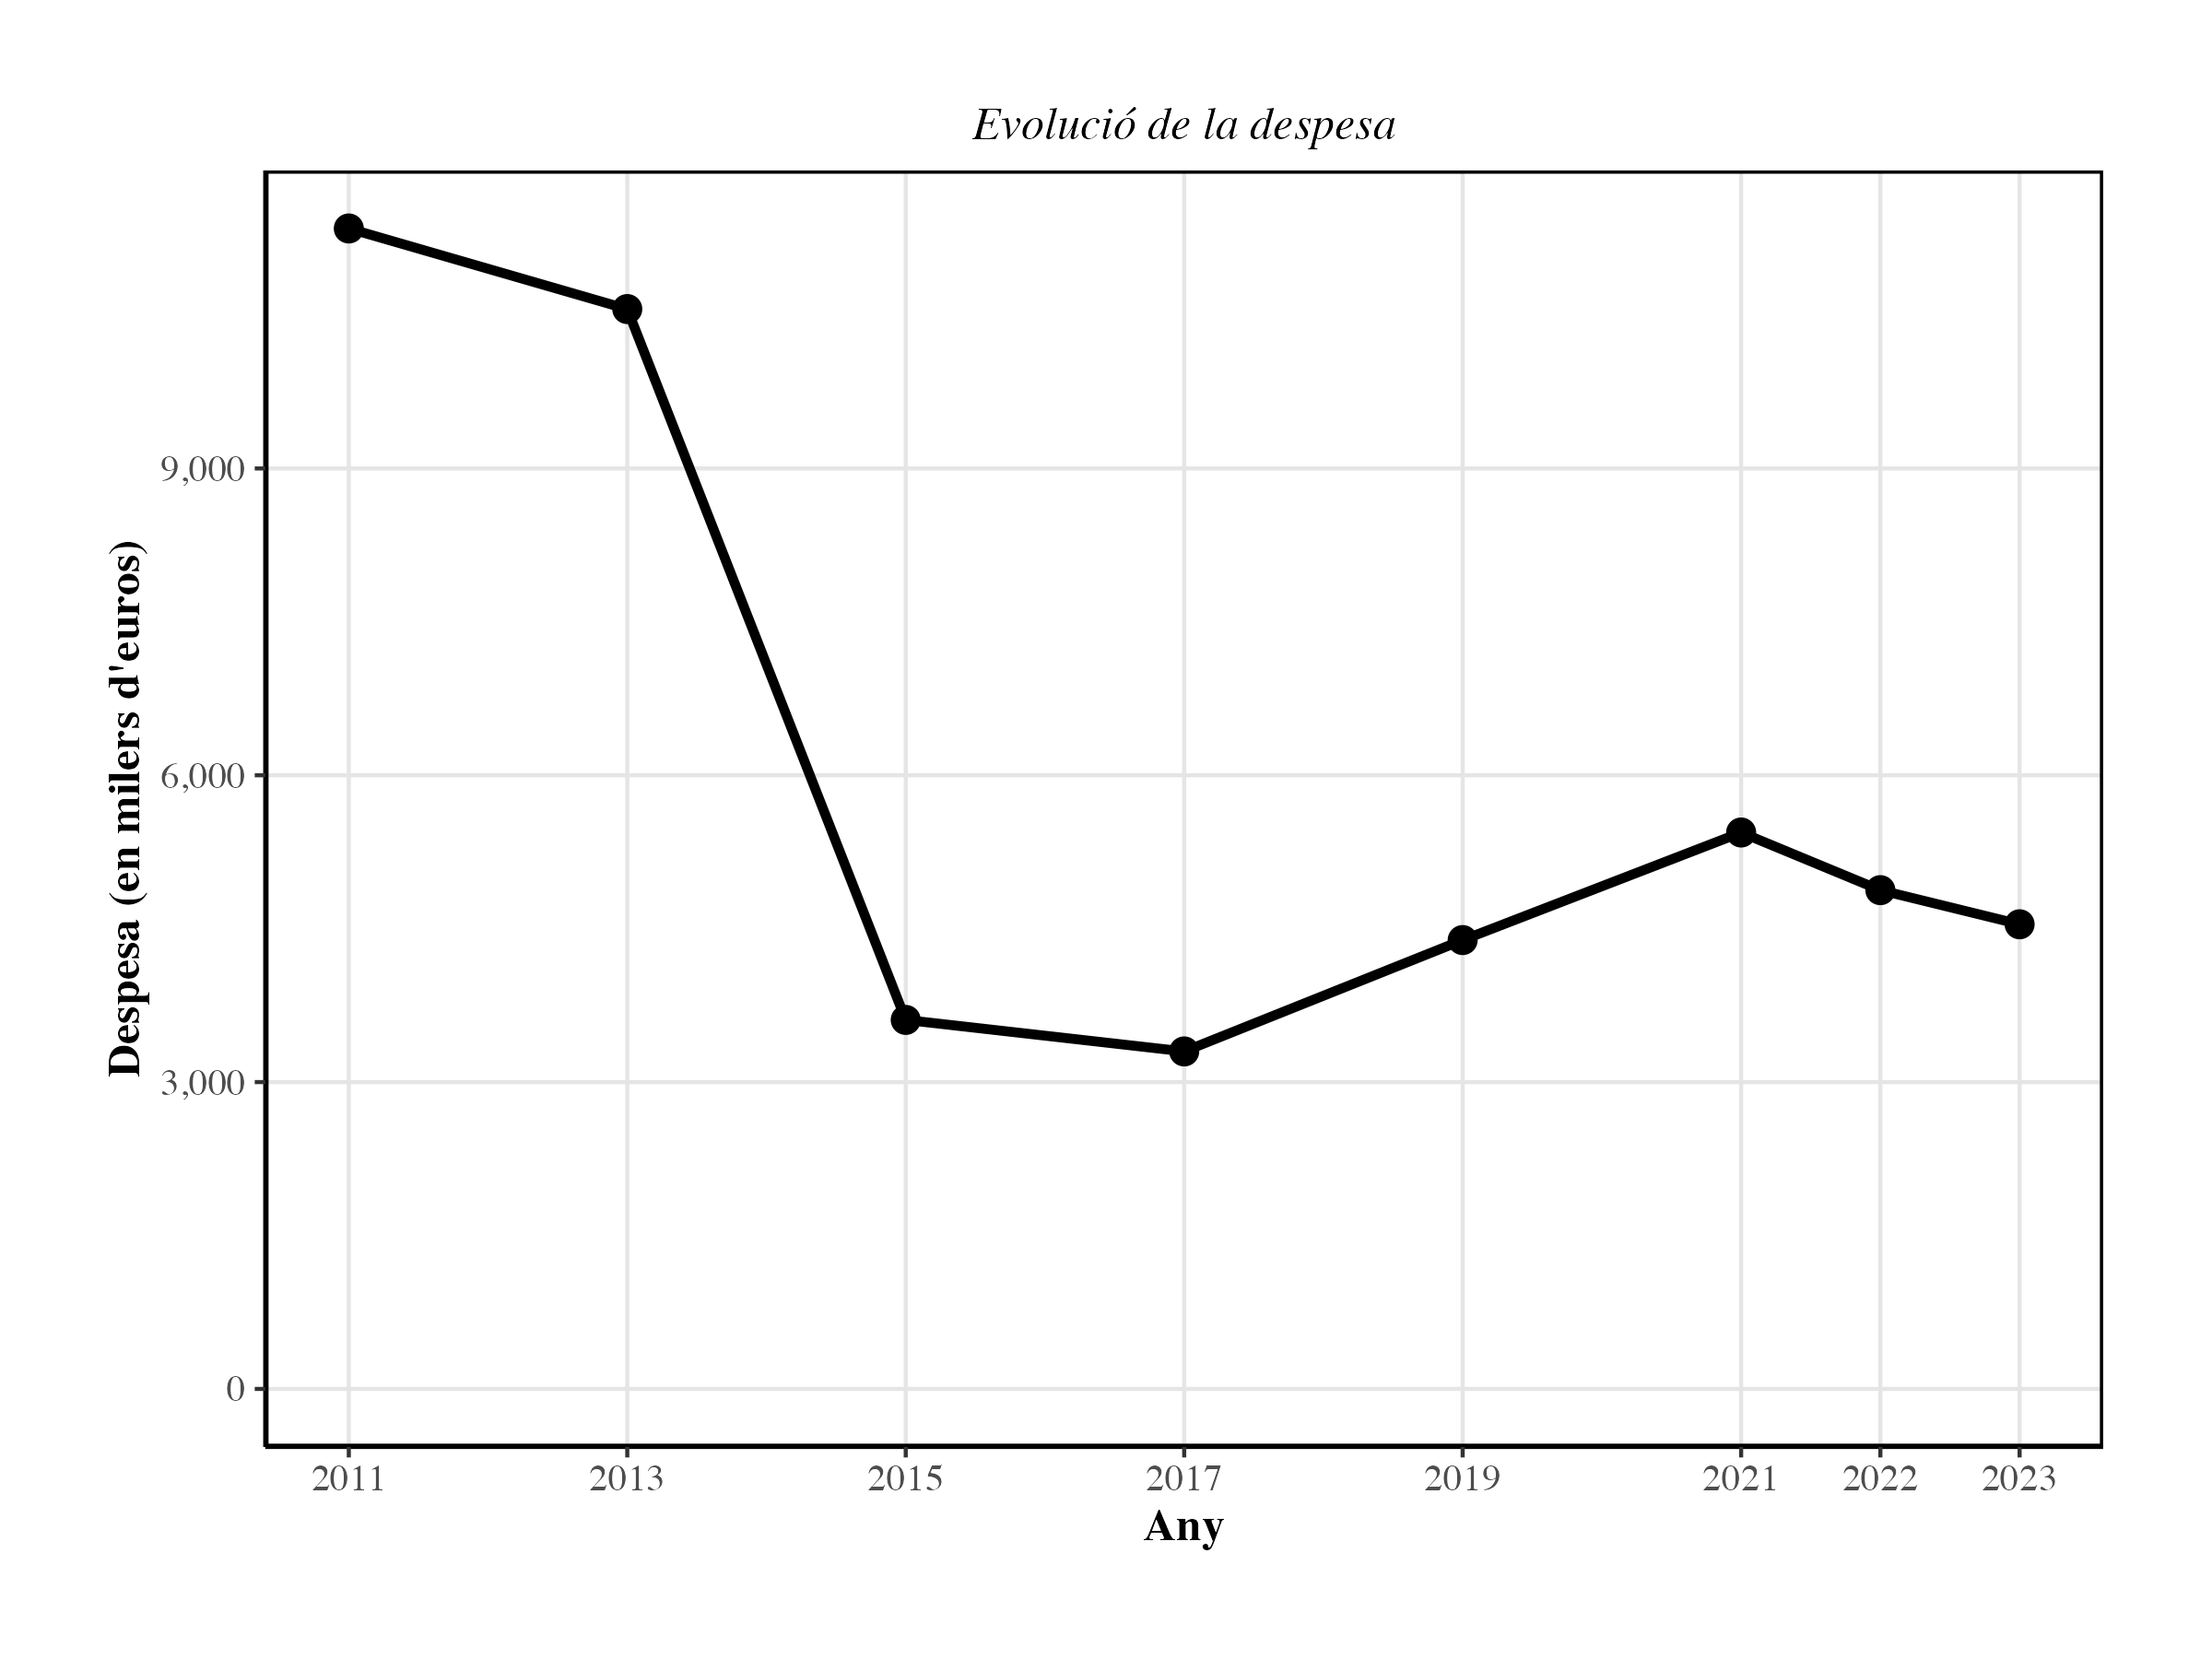 Evolució de la despesa
Despesa (en milers d'euros)
9,000
6,000
3,000
0
2011 2013 2015 2017 2019 2021 2022 2023
Any